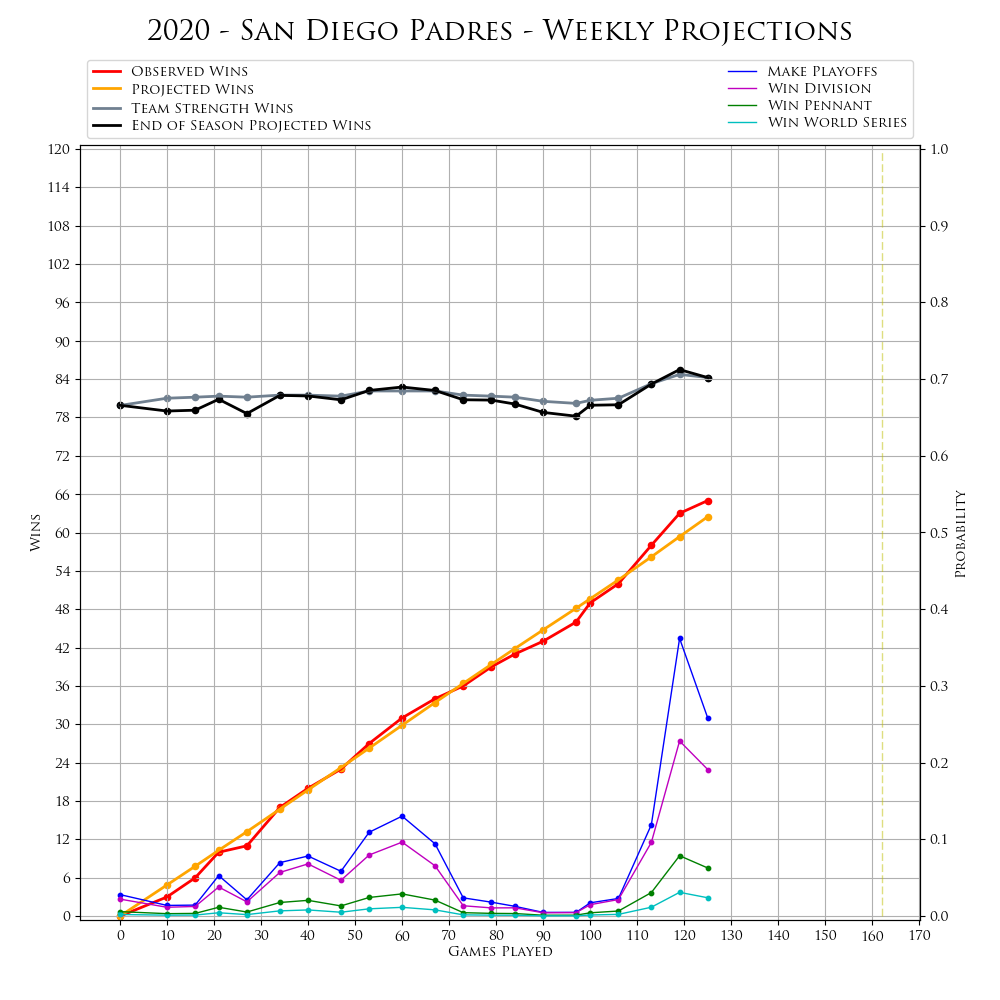 2020 - San Diego Padres - Weekly Projections
Observed Wins
Projected Wins
Team Strength Wins
End of Season Projected Wins
Make Playoffs
Win Division
Win Pennant
Win World Series
120
114
108
102
96
90
84
78
72
66
60
54
48
42
36
30
24
18
12
6
0
Wins
1.0
0.9
0.8
0.7
0.6
0.5
0.4
0.3
0.2
0.1
0.0
Probability
0 10 20 30 40 50 60 70 80 90 100 110 120 130 140 150 160 170
Games Played